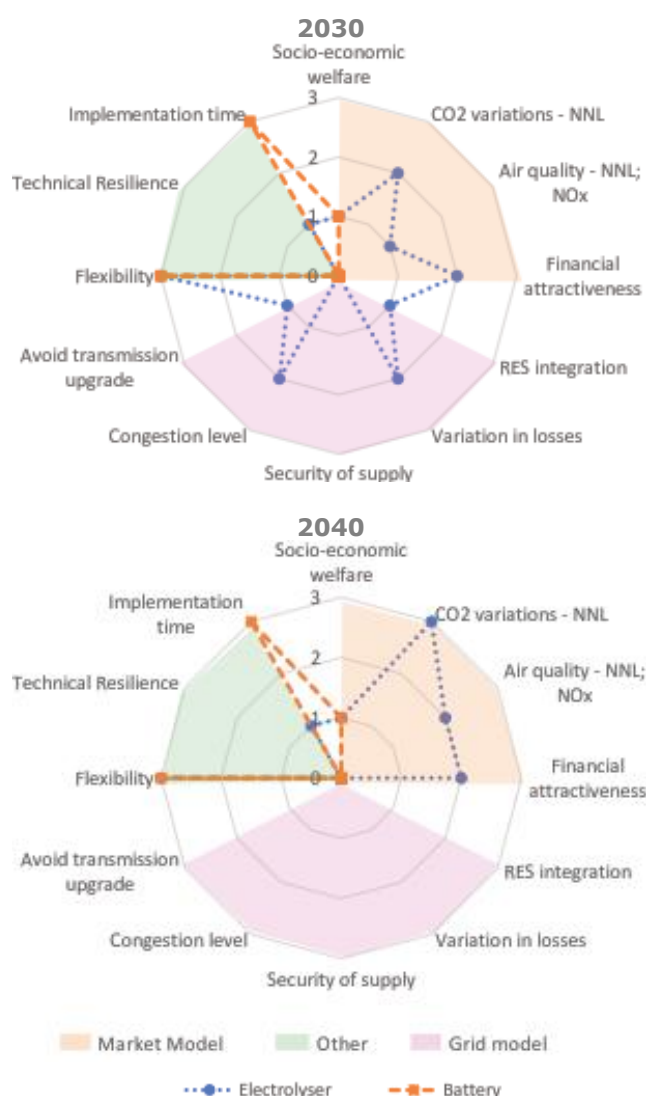 2030
Socio-economic
welfare
3
Implementation time
CO2 variations - NNL
2
Technical Resilience
Air quality - NNL;
NOx
1
Flexibility
0
Financial
attractiveness
Avoid transmission
upgrade
RES integration
Congestion level
Variation in losses
Security of supply
2040
Socio-economic
welfare
3
Implementation
time
CO2 variations - NNL
2
Technical Resilience
Air quality - NNL;
NOx
1
Flexibility
0
Financial
attractiveness
Avoid transmission
upgrade
RES integration
Congestion level
Variation in losses
Security of supply
Market Model
Other
Grid model
Electrolyser
Battery